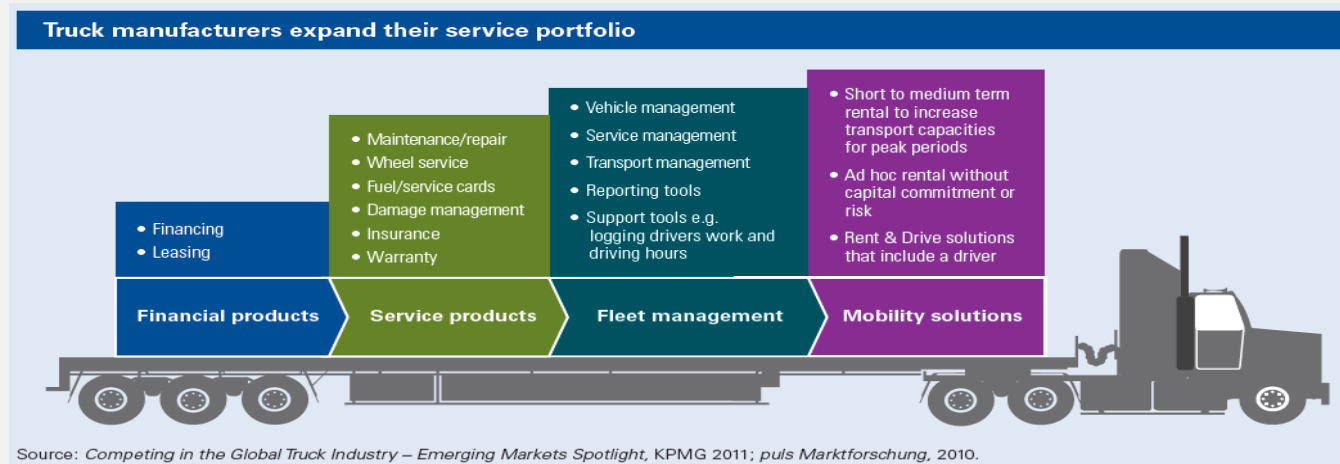 Truck manufacturers expand their service portfolio
• Financing
• Leasing
Financial products
• Maintenance/repair
• Wheel service
• Fuel/service cards
• Damage management
• Insurance
• Warranty
Service products
• Vehicle management
• Service management
• Transport management
• Reporting tools
• Support tools e.g.
logging drivers work and
driving hours
Fleet management
• Short to medium term
rental to increase
transport capacities
for peak periods
• Ad hoc rental without
capital commitment or
risk
• Rent & Drive solutions
that include a driver
Mobility solutions
Source: Competing in the Global Truck Industry – Emerging Markets Spotlight, KPMG 2011; puls Marktforschung, 2010.